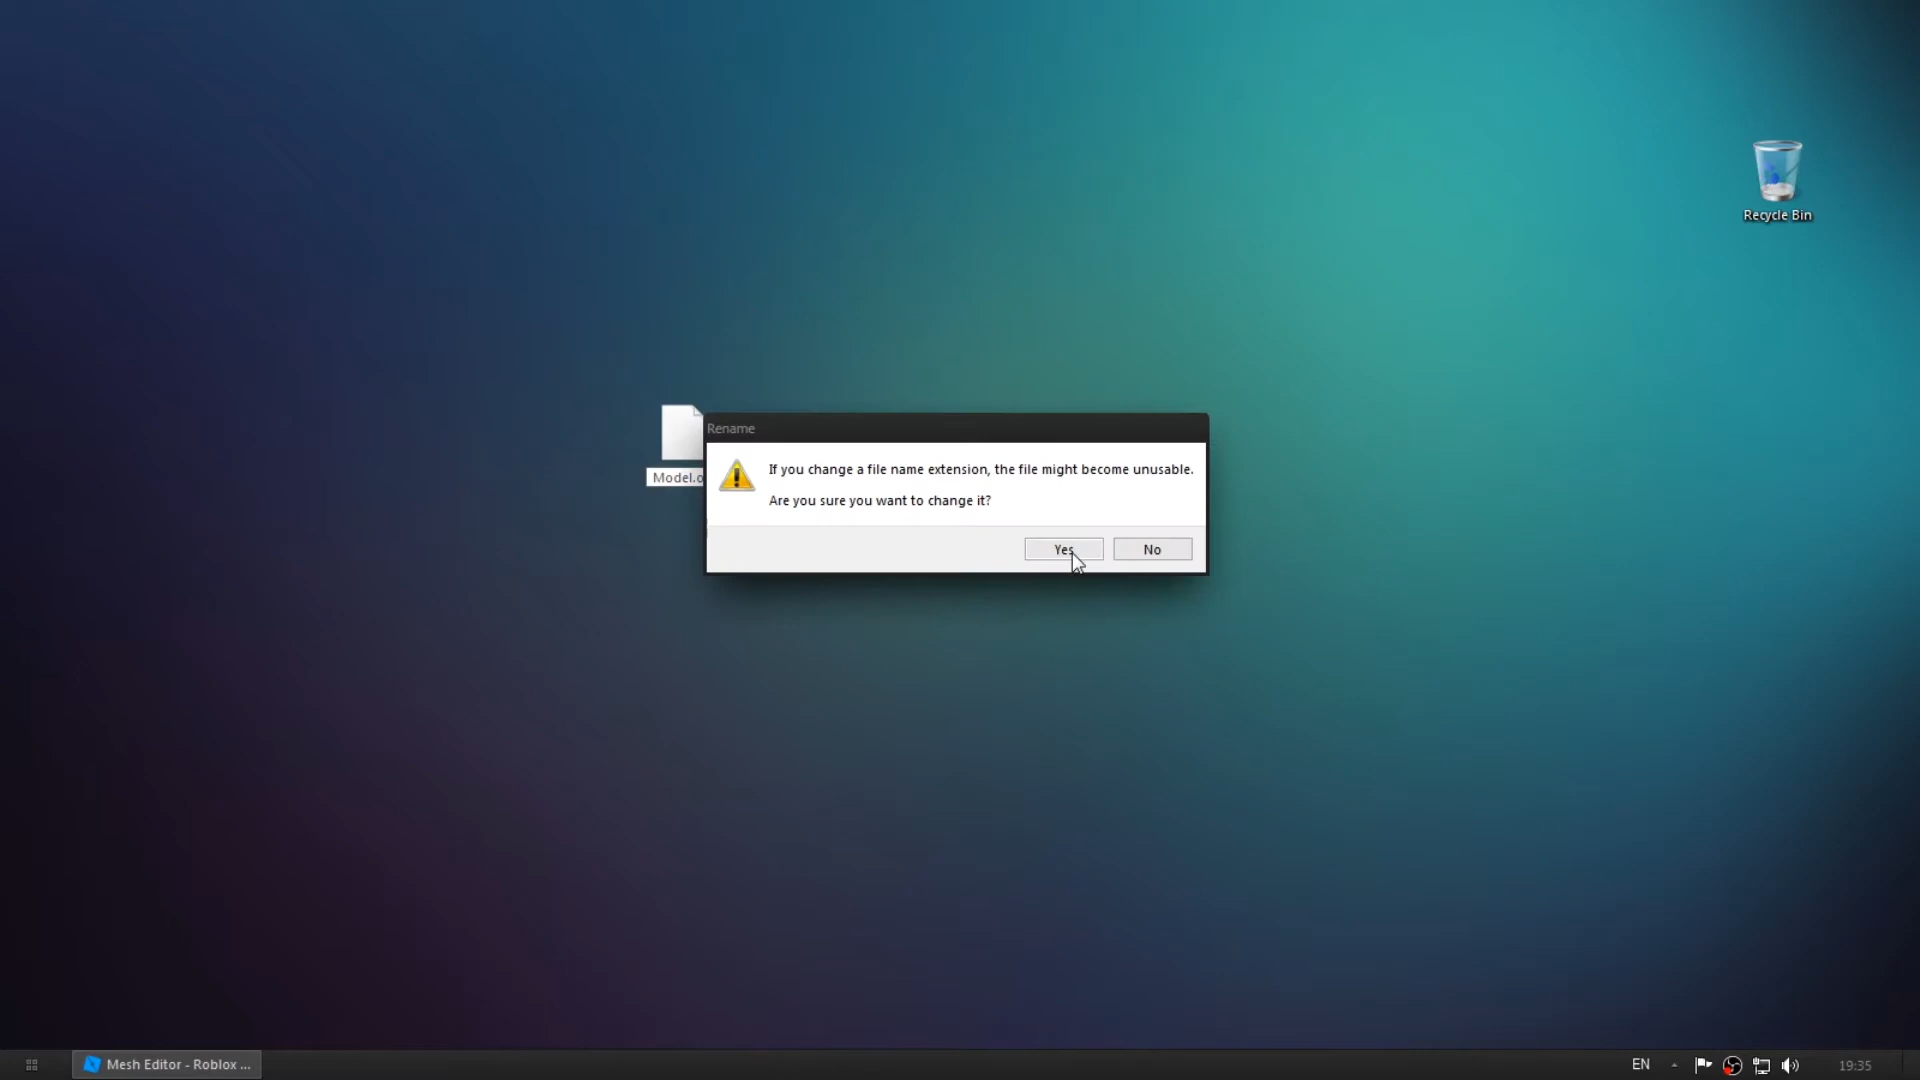 Recycle Bin
Rename
If you change a file name extension, the file might become unusable.
Are you sure you want to change it?
Model.o
Yes
No
Mesh Editor - Roblox ...
EN
19:35